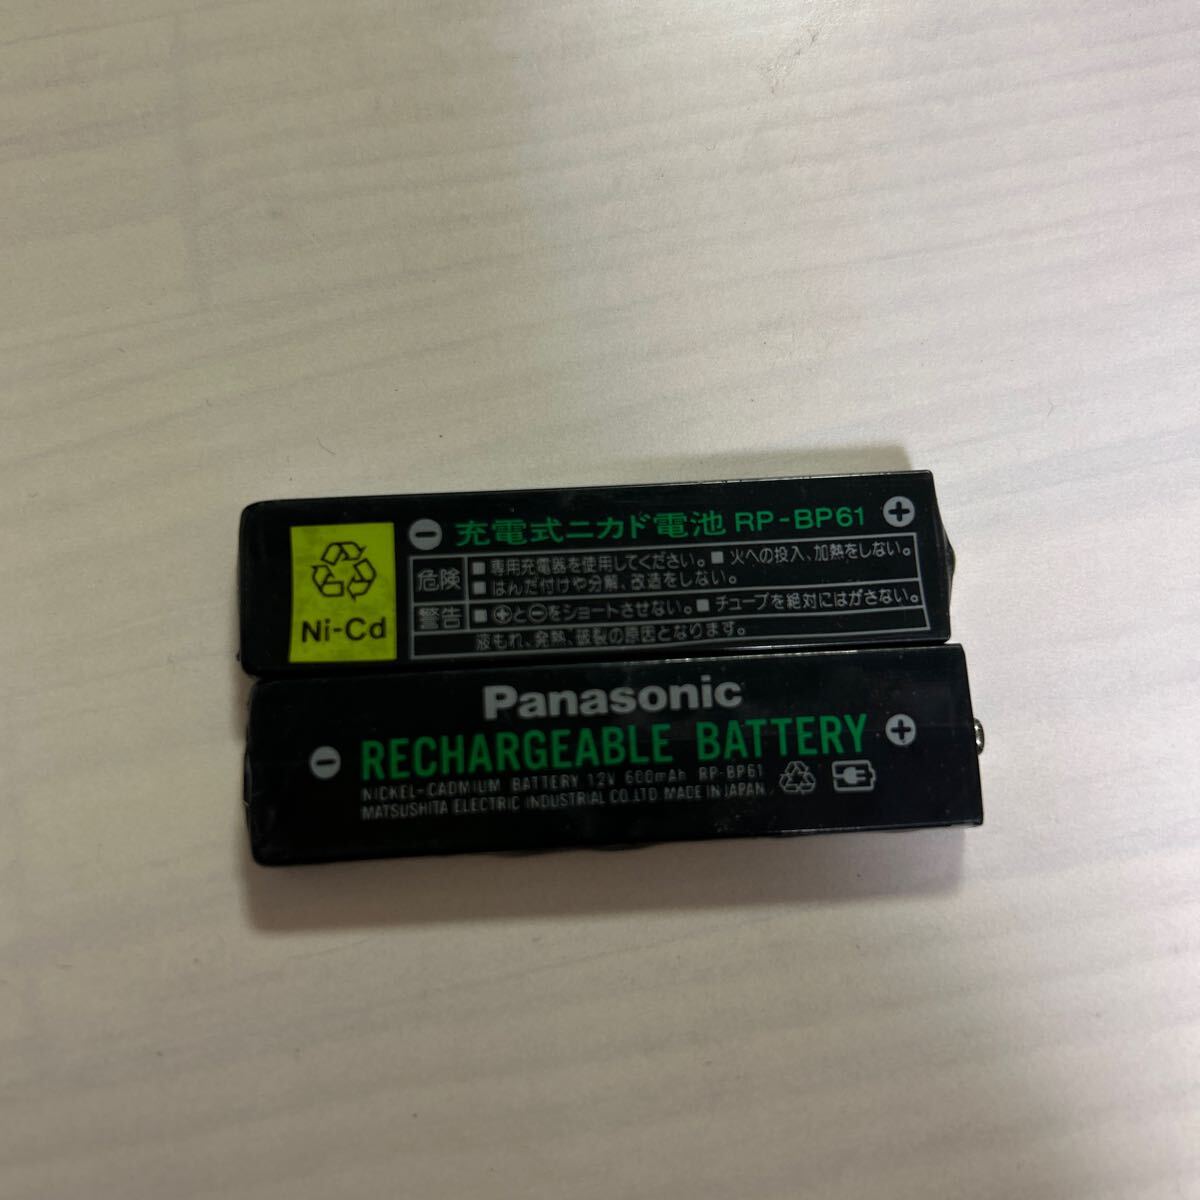 Ni-Cd
⊖ 充電式ニカド電池 RP-BP61 ⊕
危険 ■専用充電器を使用してください。■火への投入、加熱をしない。
■はんだ付けや分解、改造をしない。
警告 ■⊕と⊖をショートさせない。■チューブを絶対にはがさない。
液もれ、発熱、破裂の原因となります。
Panasonic
⊖ RECHARGEABLE BATTERY ⊕
NICKEL-CADMIUM BATTERY 1.2V 600mAh RP-BP61
MATSUSHITA ELECTRIC INDUSTRIAL CO.,LTD. MADE IN JAPAN